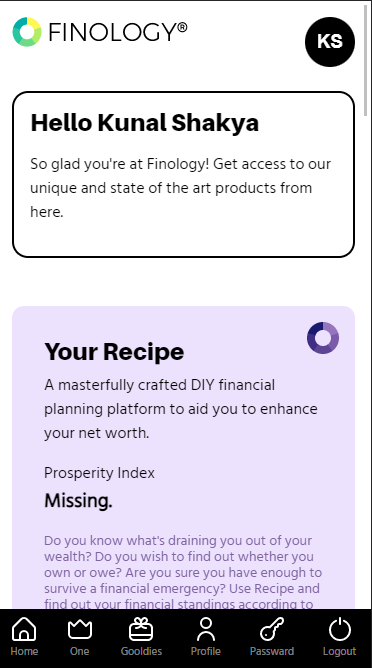 FINOLOGY®
KS
Hello Kunal Shakya
So glad you're at Finology! Get access to our
unique and state of the art products from
here.
Your Recipe
A masterfully crafted DIY financial
planning platform to aid you to enhance
your net worth.
Prosperity Index
Missing.
Do you know what's draining you out of your
wealth? Do you wish to find out whether you
own or owe? Are you sure you have enough to
survive a financial emergency? Use Recipe and
find out your financial standings according to
Home One Gooldies Profile Passward Logout